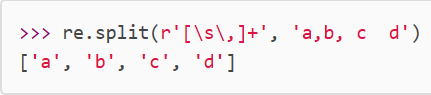 >>> re.split(r'[\s\,]+', 'a,b, c  d')
['a', 'b', 'c', 'd']